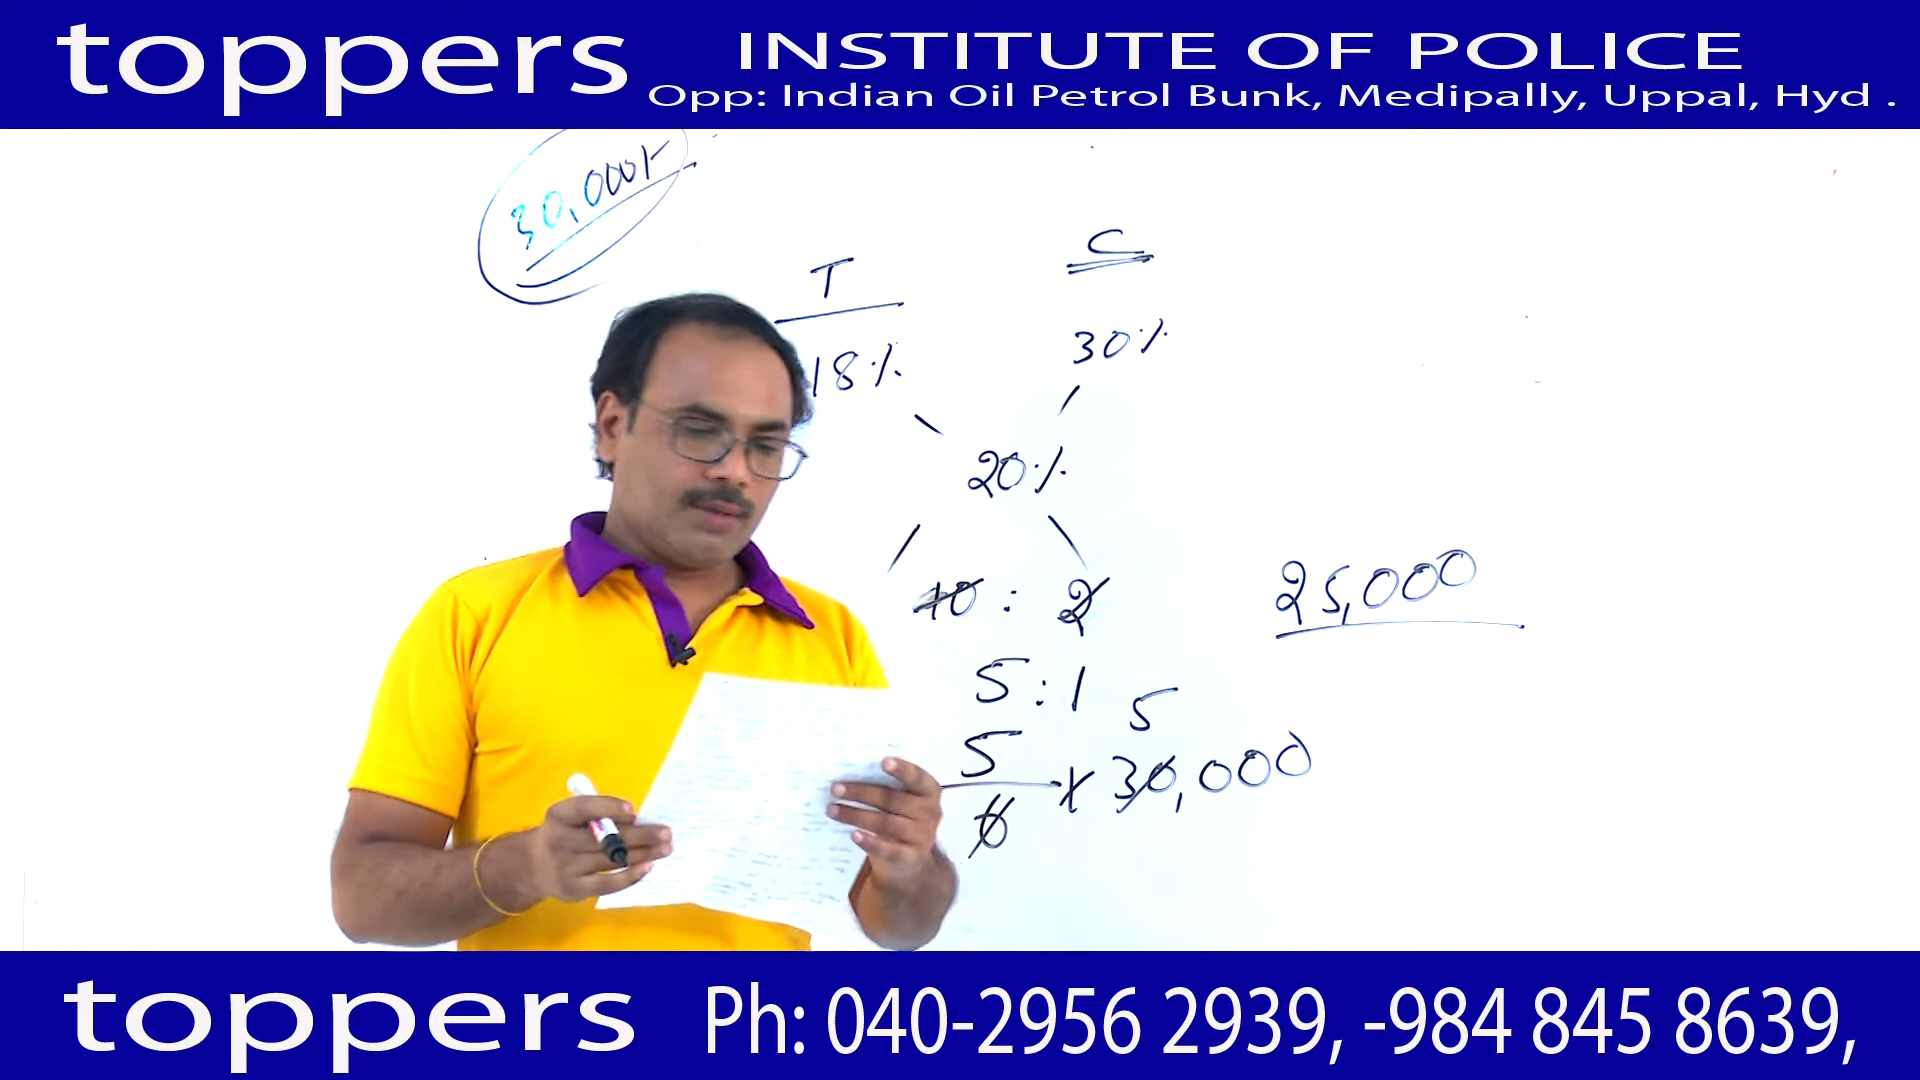 toppers
INSTITUTE OF POLICE
Opp: Indian Oil Petrol Bunk, Medipally, Uppal, Hyd .
30,000/-
T
C
18%
30%
20%
10 : 2
25,000
5 : 1
5
5
6
x 30,000
toppers
Ph: 040-2956 2939, -984 845 8639,